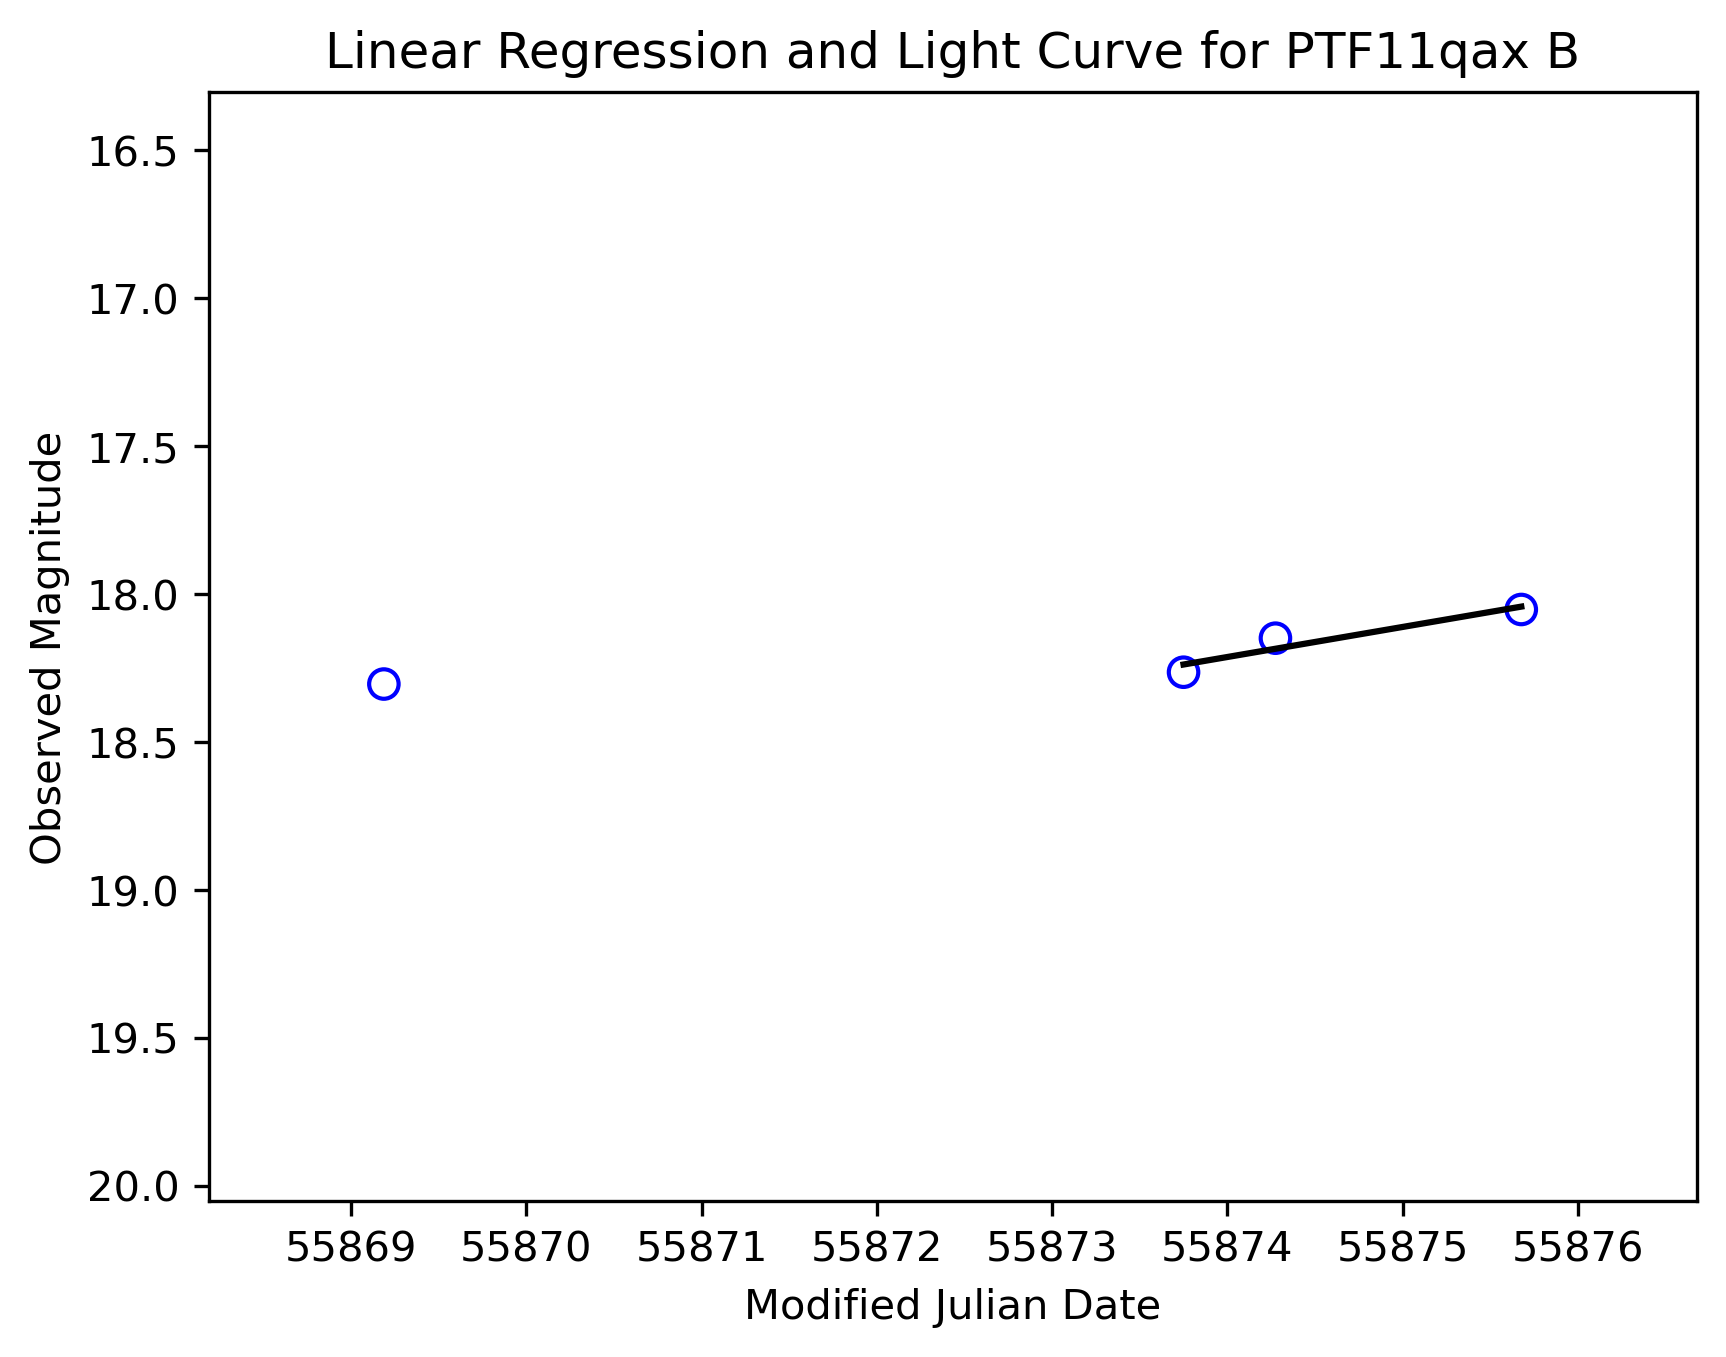 Linear Regression and Light Curve for PTF11qax B
16.5
17.0
17.5
18.0
18.5
19.0
19.5
20.0
Observed Magnitude
55869 55870 55871 55872 55873 55874 55875 55876
Modified Julian Date